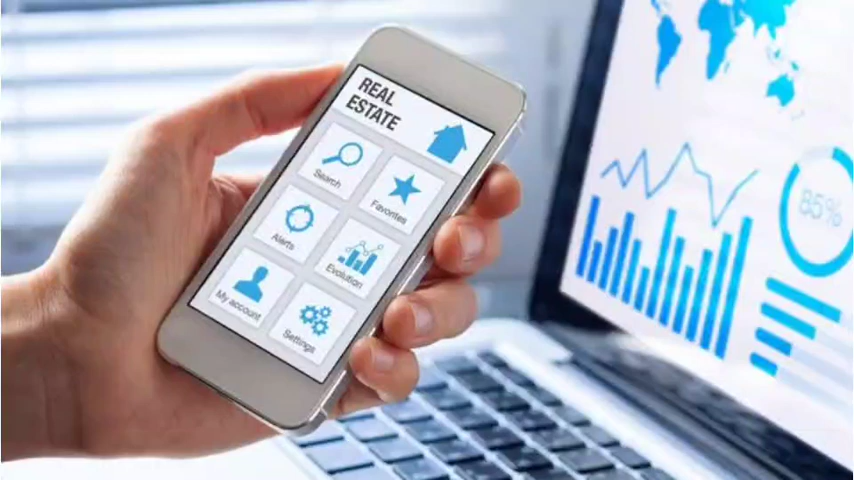 REAL
ESTATE
Search
Favorites
Alerts
Evolution
My account
Settings
85%